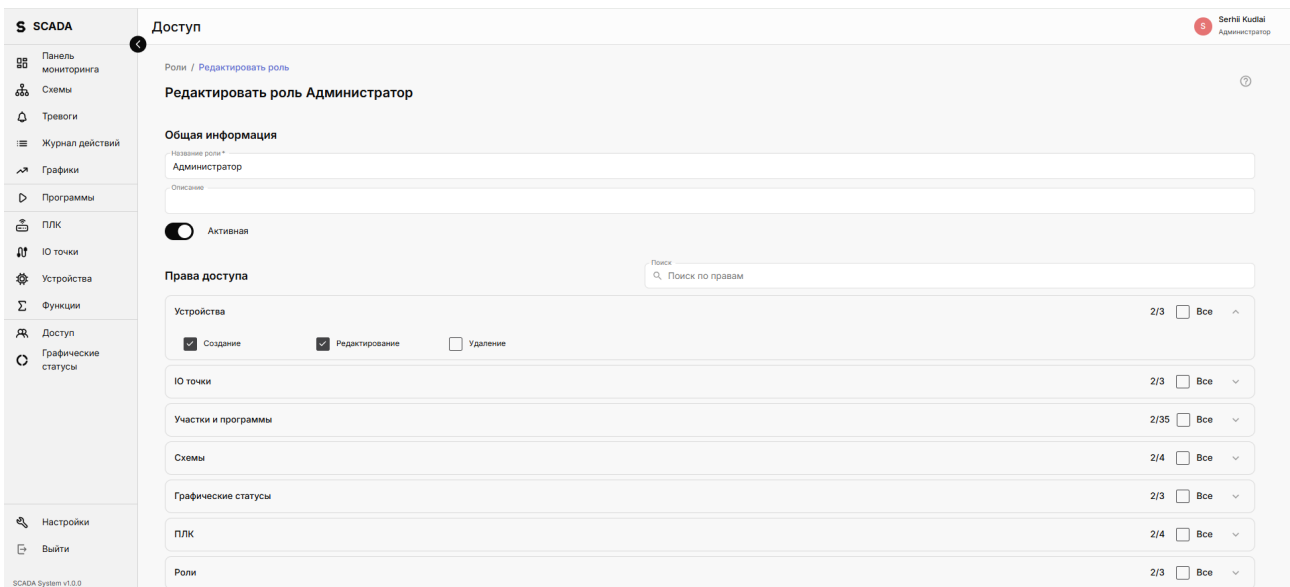 S SCADA
Доступ
S
Serhii Kudlai
Администратор
Панель
мониторинга
Схемы
Тревоги
Журнал действий
Графики
Программы
ПЛК
IO точки
Устройства
Функции
Доступ
Графические
статусы
Настройки
Выйти
SCADA System v1.0.0
Роли / Редактировать роль
Редактировать роль Администратор
Общая информация
Название роли *
Администратор
Описание
Активная
Права доступа
Поиск
Поиск по правам
Устройства 2/3 Все
Создание Редактирование Удаление
IO точки 2/3 Все
Участки и программы 2/35 Все
Схемы 2/4 Все
Графические статусы 2/3 Все
ПЛК 2/4 Все
Роли 2/3 Все